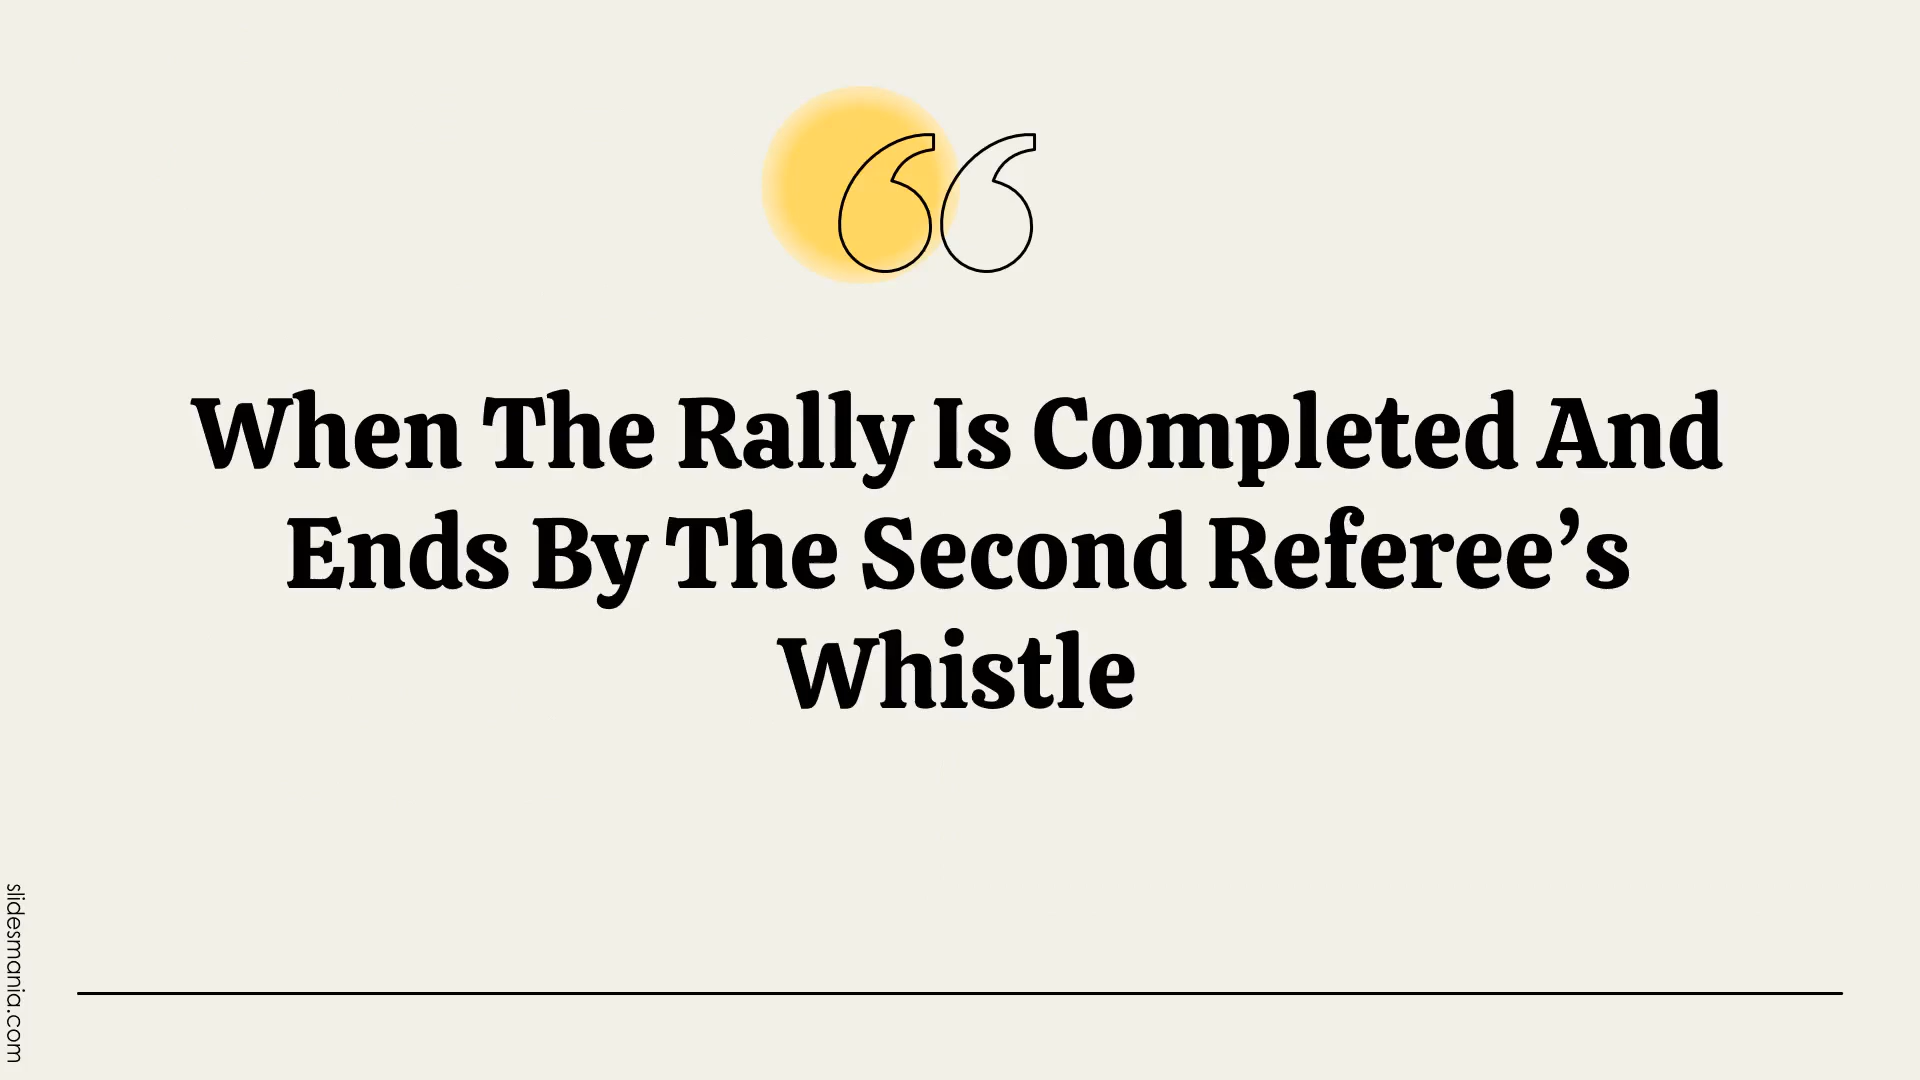 When The Rally Is Completed And
Ends By The Second Referee’s
Whistle
slidesmania.com